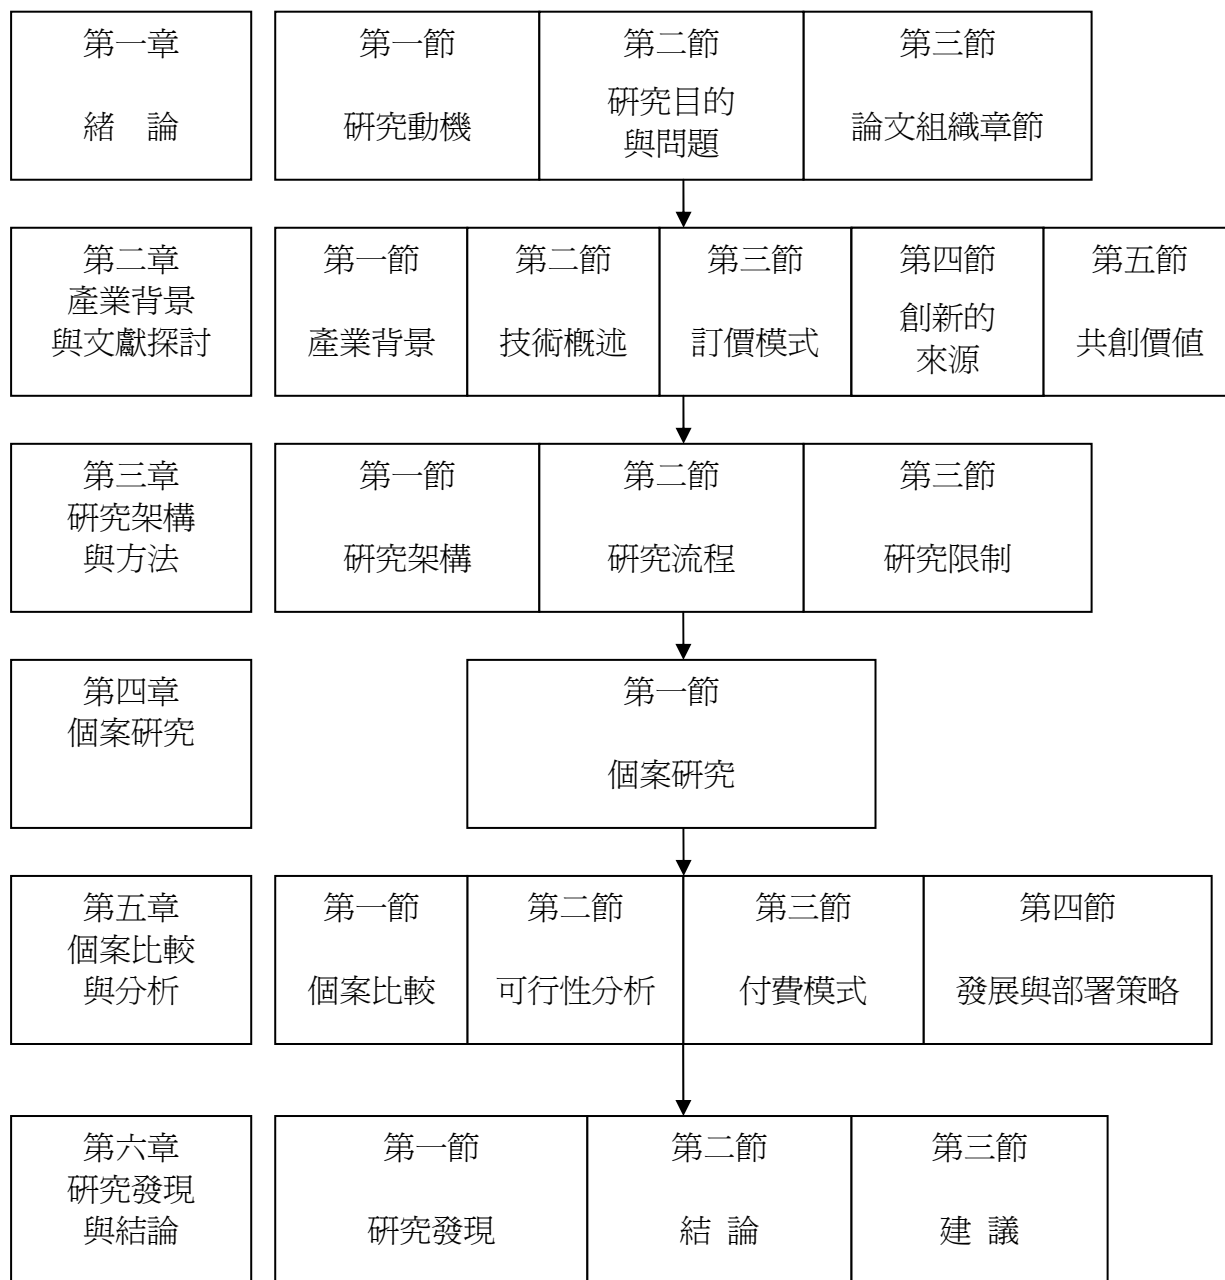 第一章
緒 論
第一節
研究動機
第二節
研究目的
與問題
第三節
論文組織章節
第二章
產業背景
與文獻探討
第一節
產業背景
第二節
技術概述
第三節
訂價模式
第四節
創新的
來源
第五節
共創價值
第三章
研究架構
與方法
第一節
研究架構
第二節
研究流程
第三節
研究限制
第四章
個案研究
第一節
個案研究
第五章
個案比較
與分析
第一節
個案比較
第二節
可行性分析
第三節
付費模式
第四節
發展與部署策略
第六章
研究發現
與結論
第一節
研究發現
第二節
結 論
第三節
建 議